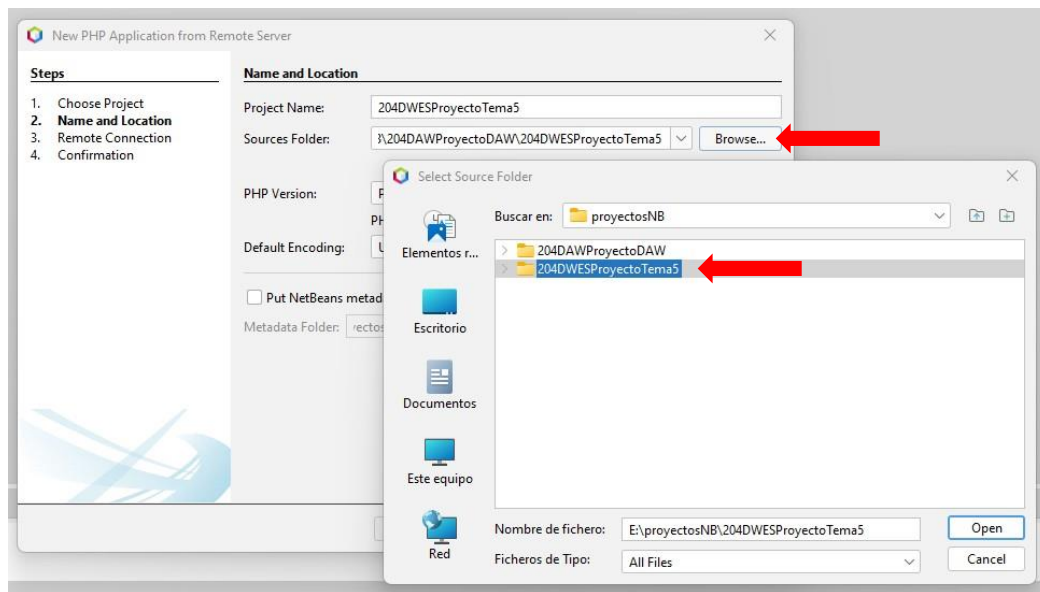 New PHP Application from Remote Server
Steps
1. Choose Project
2. Name and Location
3. Remote Connection
4. Confirmation
Name and Location
Project Name: 204DWESProyectoTema5
Sources Folder: \204DAWProyectoDAW\204DWESProyectoTema5 Browse...
PHP Version:
Default Encoding:
Put NetBeans metad
Metadata Folder:
Select Source Folder
Buscar en: proyectosNB
Elementos r...
Escritorio
Documentos
Este equipo
Red
204DAWProyectoDAW
204DWESProyectoTema5
Nombre de fichero: E:\proyectosNB\204DWESProyectoTema5 Open
Ficheros de Tipo: All Files Cancel